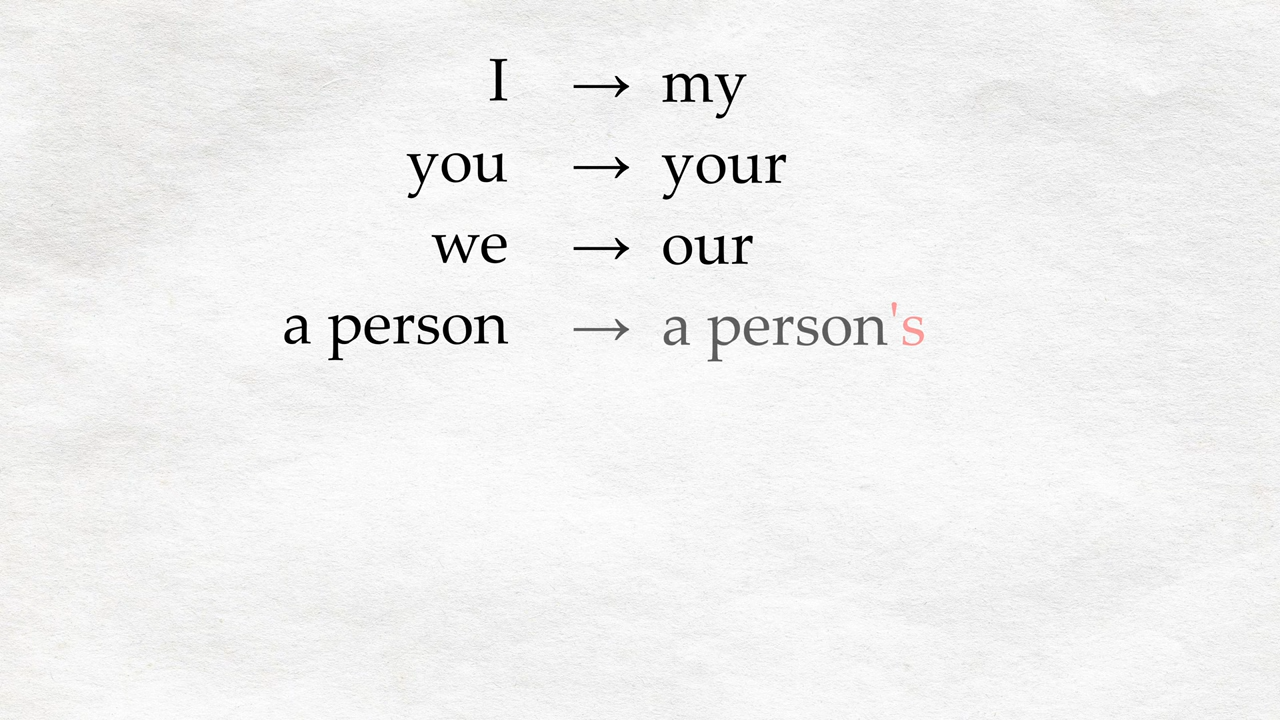 I → my
you → your
we → our
a person → a person's